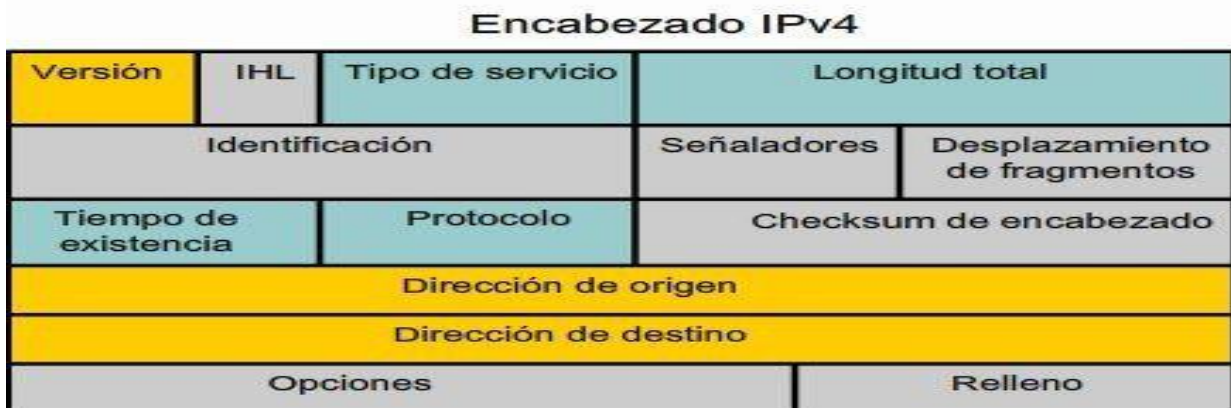 Encabezado IPv4
Versión
IHL
Tipo de servicio
Longitud total
Identificación
Señaladores
Desplazamiento
de fragmentos
Tiempo de
existencia
Protocolo
Checksum de encabezado
Dirección de origen
Dirección de destino
Opciones
Relleno